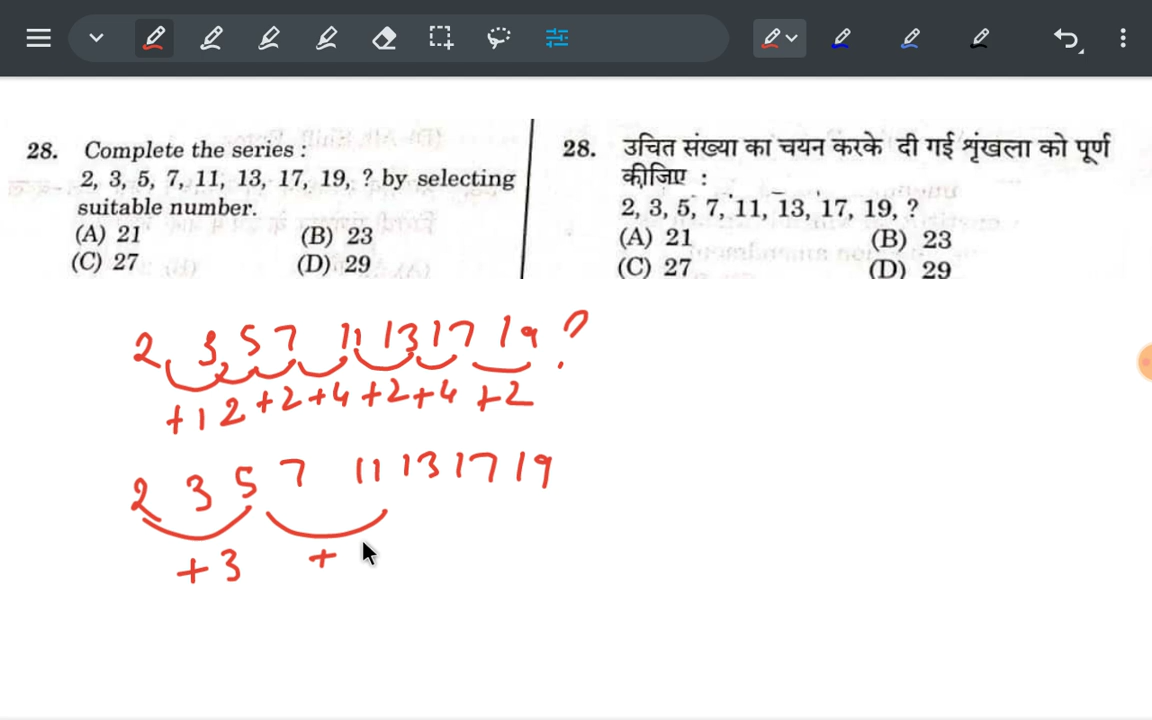 28. Complete the series :
2, 3, 5, 7, 11, 13, 17, 19, ? by selecting
suitable number.
(A) 21 (B) 23
(C) 27 (D) 29
28. उचित संख्या का चयन करके दी गई शृंखला को पूर्ण
कीजिए :
2, 3, 5, 7, 11, 13, 17, 19, ?
(A) 21 (B) 23
(C) 27 (D) 29
2 3 5 7 11 13 17 19 ?
+1 2 +2 +4 +2 +4 +2
2 3 5 7 11 13 17 19
+3 +